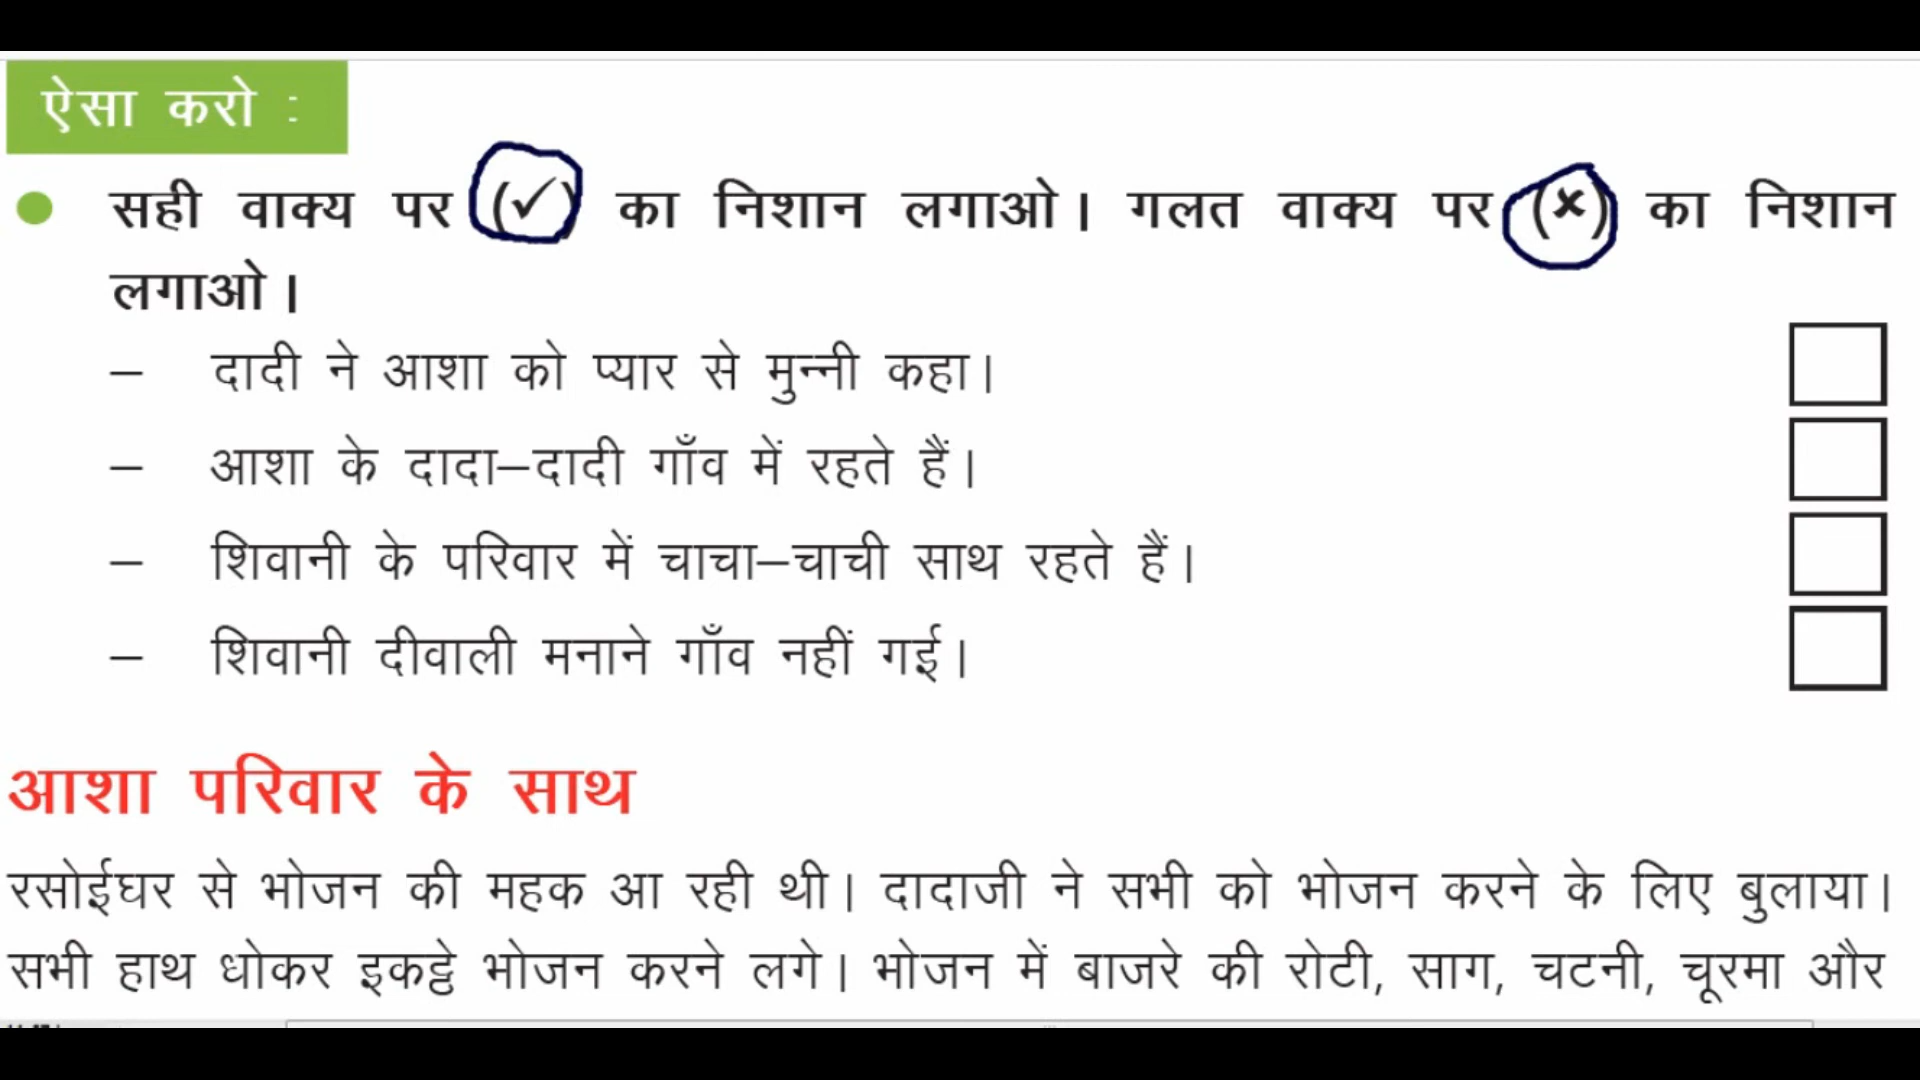 ऐसा करो :
● सही वाक्य पर (✓) का निशान लगाओ। गलत वाक्य पर (✗) का निशान
लगाओ।
– दादी ने आशा को प्यार से मुन्नी कहा।
– आशा के दादा–दादी गाँव में रहते हैं।
– शिवानी के परिवार में चाचा–चाची साथ रहते हैं।
– शिवानी दीवाली मनाने गाँव नहीं गई।
आशा परिवार के साथ
रसोईघर से भोजन की महक आ रही थी। दादाजी ने सभी को भोजन करने के लिए बुलाया।
सभी हाथ धोकर इकट्ठे भोजन करने लगे। भोजन में बाजरे की रोटी, साग, चटनी, चूरमा और